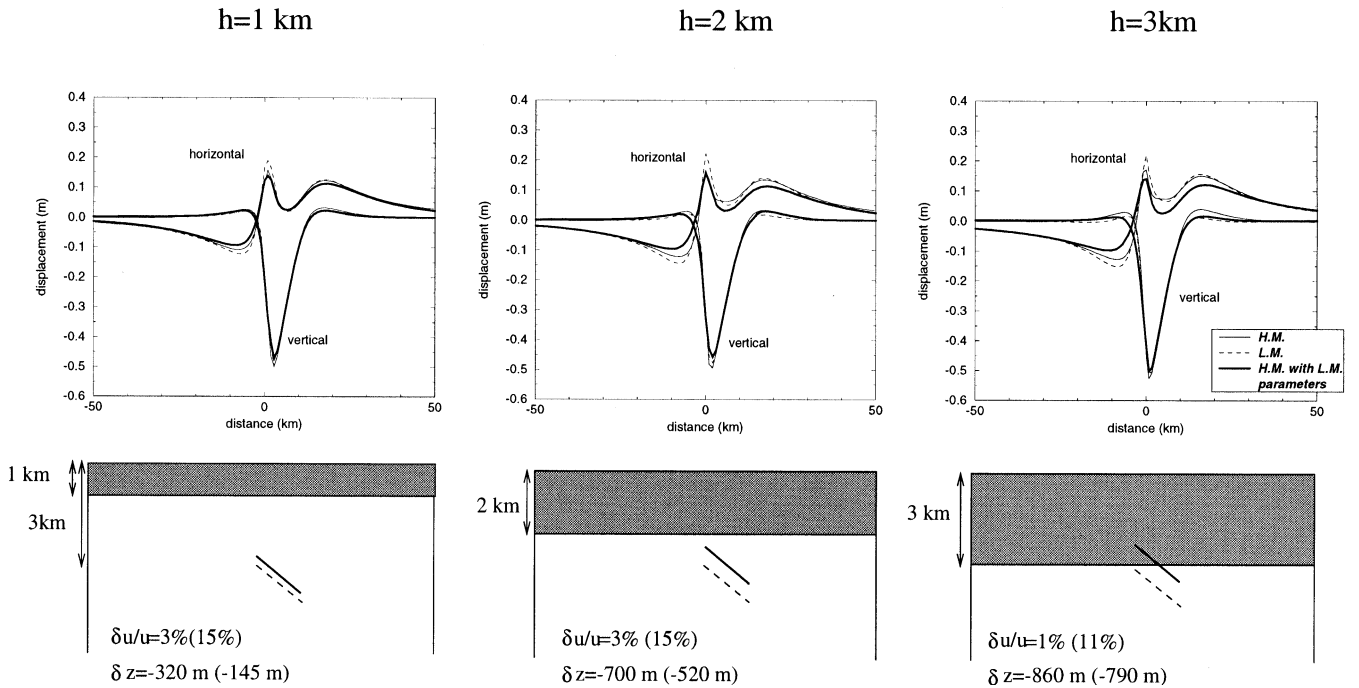 h=1 km
h=2 km
h=3km
0.4
0.3
0.2
0.1
0.0
-0.1
-0.2
-0.3
-0.4
-0.5
-0.6
-50
0
50
displacement (m)
distance (km)
horizontal
vertical
0.4
0.3
0.2
0.1
0.0
-0.1
-0.2
-0.3
-0.4
-0.5
-0.6
-50
0
50
displacement (m)
distance (km)
horizontal
vertical
0.4
0.3
0.2
0.1
0.0
-0.1
-0.2
-0.3
-0.4
-0.5
-0.6
-50
0
50
displacement (m)
distance (km)
horizontal
vertical
H.M.
L.M.
H.M. with L.M.
parameters
1 km
3km
δu/u=3%(15%)
δ z=-320 m (-145 m)
2 km
δu/u=3% (15%)
δ z=-700 m (-520 m)
3 km
δu/u=1% (11%)
δ z=-860 m (-790 m)